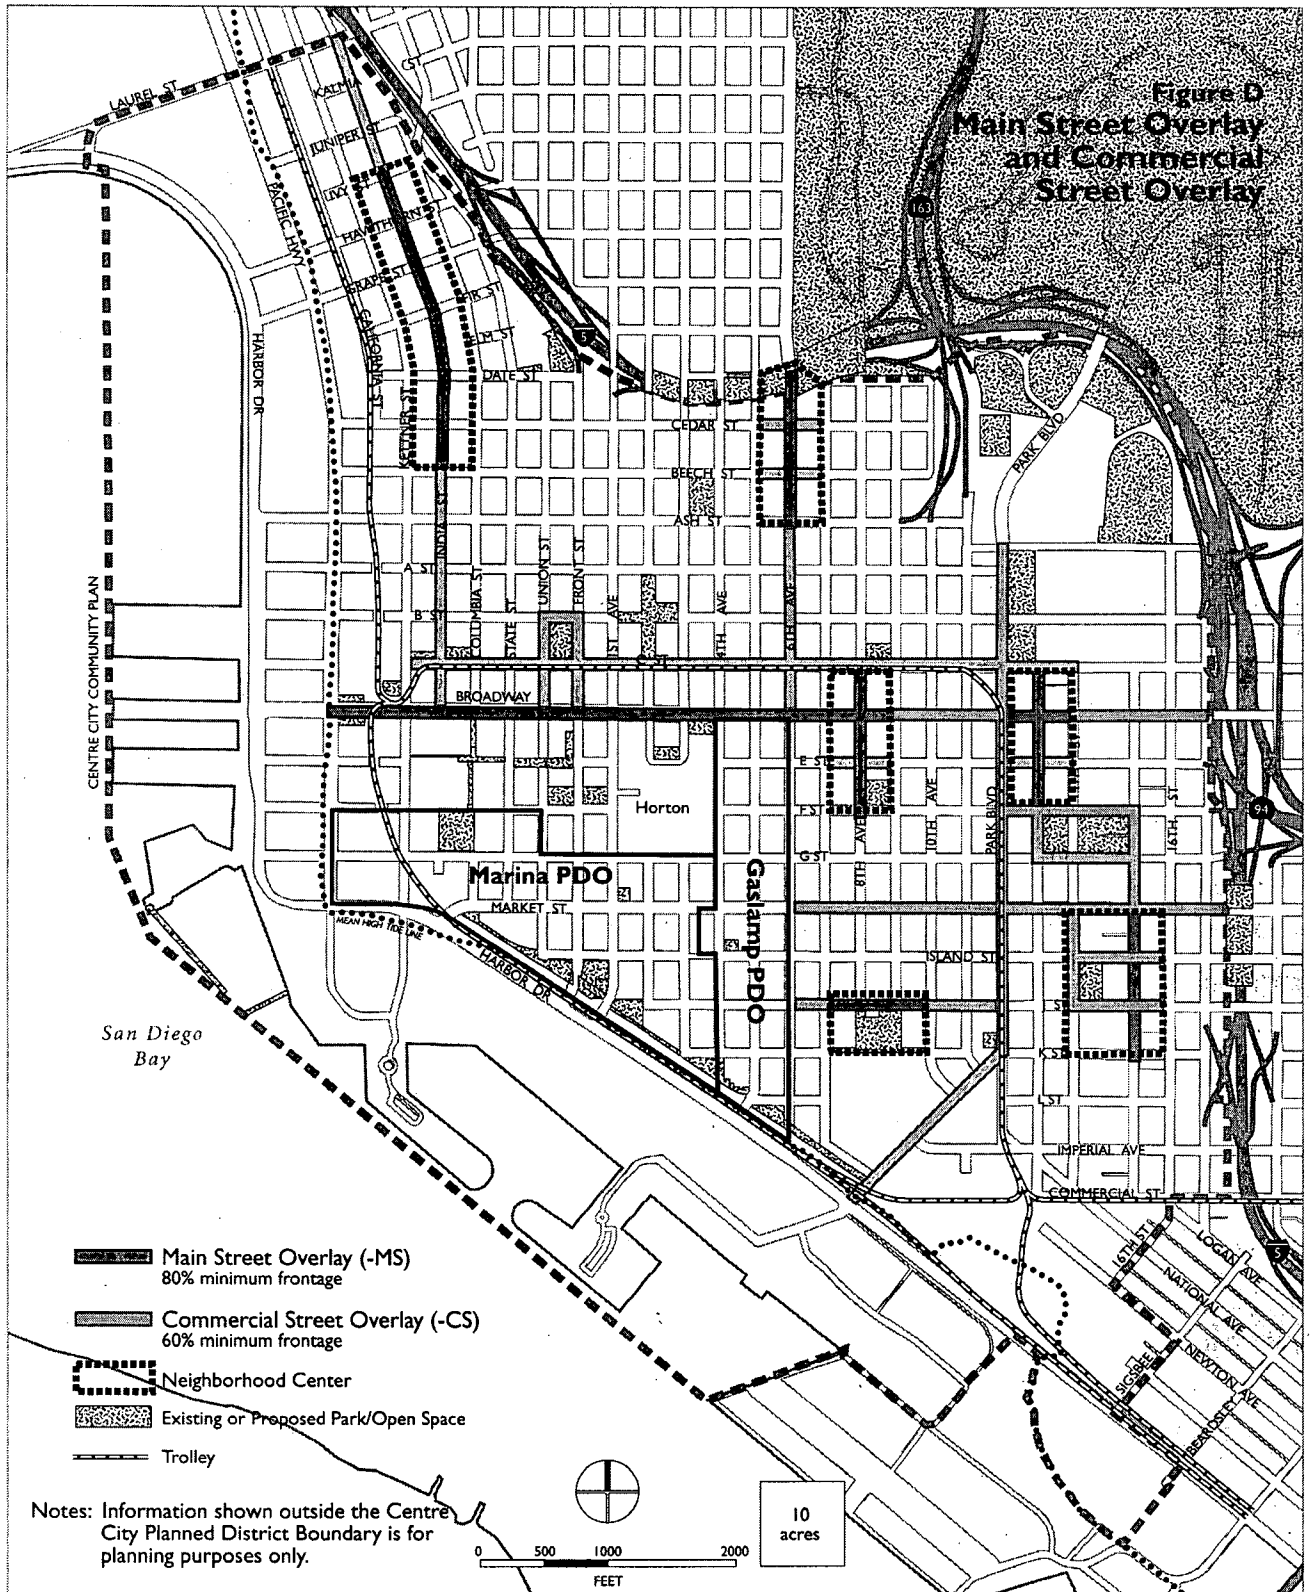 Figure D
Main Street Overlay
and Commercial
Street Overlay
LAUREL ST
KALMIA
JUNIPER ST
IVY ST
PACIFIC HWY
GRAPE ST
163
5
M ST
HARBOR DR
CALIFORNIA ST
DATE ST
KETTNER ST
CEDAR ST
PARK BLVD
BEECH ST
ASH ST
INDIA ST
UNION ST
FRONT ST
A ST
COLUMBIA ST
STATE ST
1ST AVE
4TH AVE
6TH AVE
B ST
C ST
CENTRE CITY COMMUNITY PLAN
BROADWAY
E ST
Horton
F ST
8TH AVE
10TH AVE
PARK BLVD
16TH ST
94
G ST
Marina PDO
Gaslamp PDO
MARKET ST
MEAN HIGH TIDE LINE
HARBOR DR
ISLAND ST
San Diego
Bay
K ST
L ST
IMPERIAL AVE
COMMERCIAL ST
16TH ST
LOGAN AVE
5
NATIONAL AVE
NEWTON AVE
SIGSBEE
BEARDSLEY
Main Street Overlay (-MS)
80% minimum frontage
Commercial Street Overlay (-CS)
60% minimum frontage
Neighborhood Center
Existing or Proposed Park/Open Space
Trolley
Notes: Information shown outside the Centre
City Planned District Boundary is for
planning purposes only.
0 500 1000 2000
FEET
10
acres